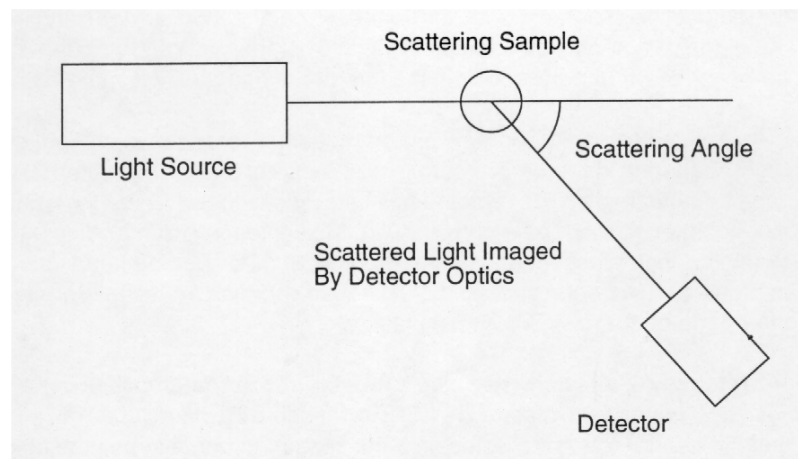 Scattering Sample
Light Source
Scattering Angle
Scattered Light Imaged
By Detector Optics
Detector